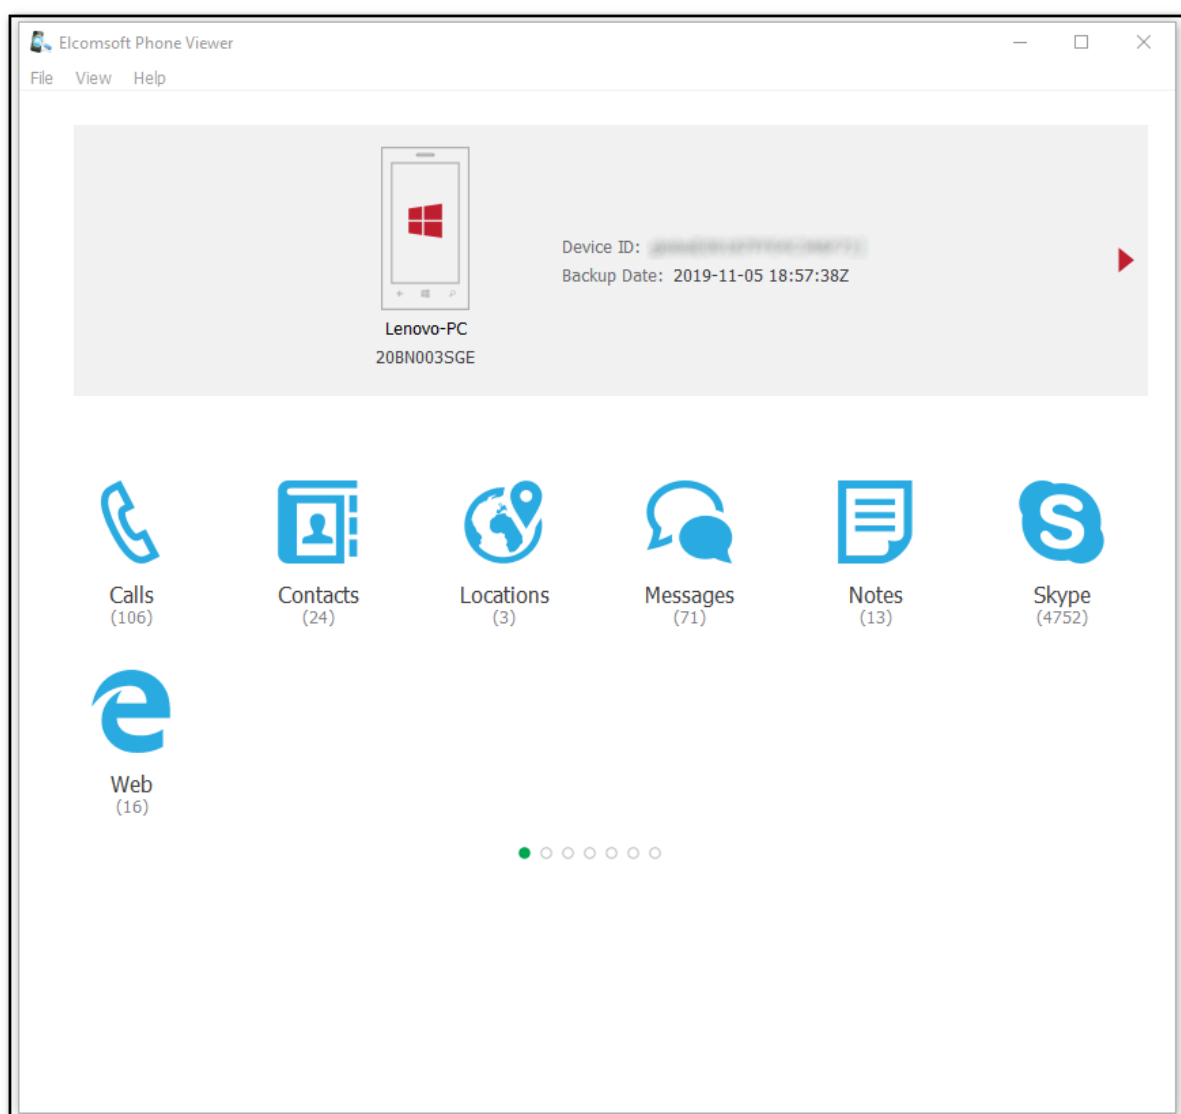 Elcomsoft Phone Viewer
File View Help
Device ID:
Backup Date: 2019-11-05 18:57:38Z
Lenovo-PC
20BN003SGE
Calls
(106)
Contacts
(24)
Locations
(3)
Messages
(71)
Notes
(13)
Skype
(4752)
Web
(16)